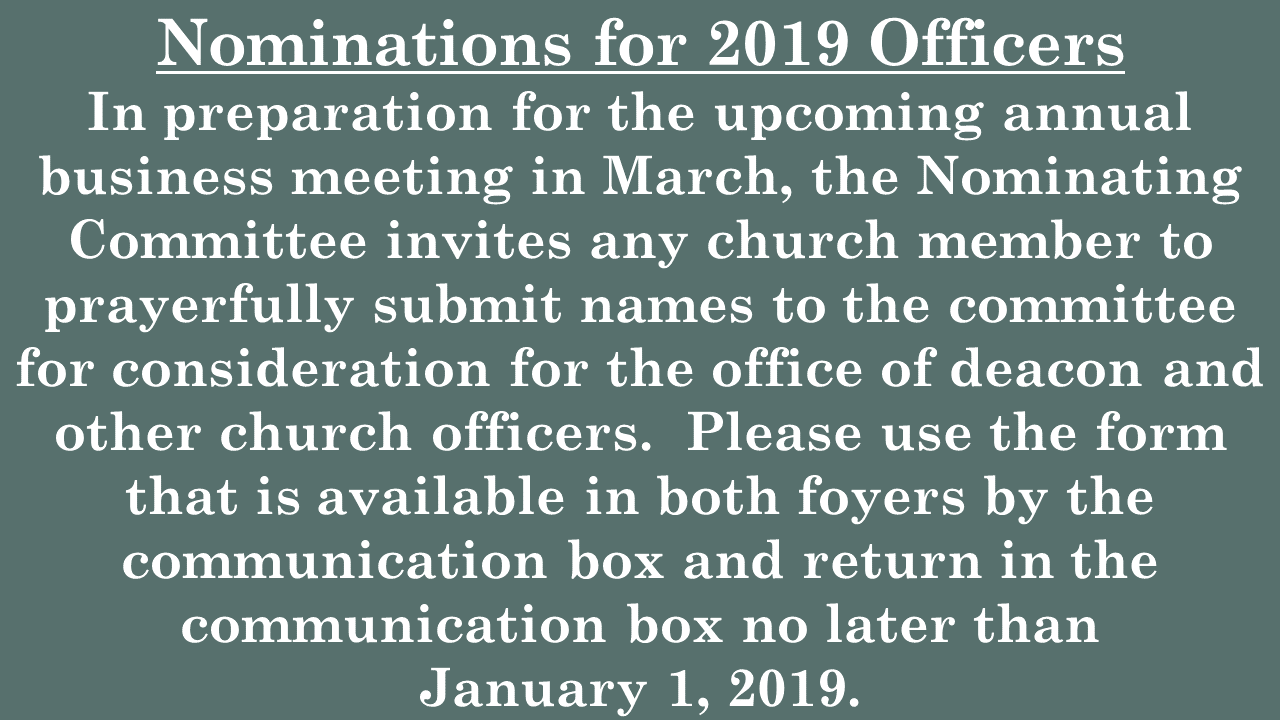 Nominations for 2019 Officers
In preparation for the upcoming annual
business meeting in March, the Nominating
Committee invites any church member to
prayerfully submit names to the committee
for consideration for the office of deacon and
other church officers.  Please use the form
that is available in both foyers by the
communication box and return in the
communication box no later than
January 1, 2019.